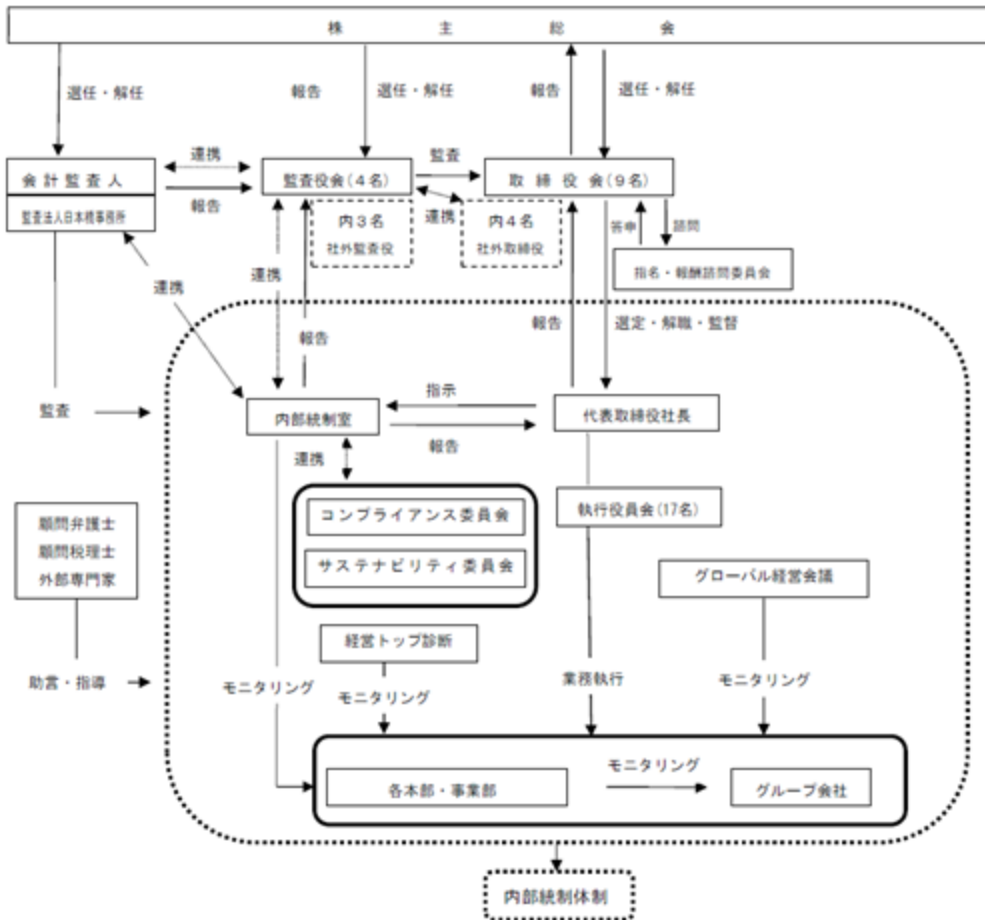 株主総会
選任・解任
報告
選任・解任
報告
選任・解任
会計監査人
監査法人日本橋事務所
連携
報告
監査役会(4名)
監査
取締役会(9名)
内3名
社外監査役
連携
内4名
社外取締役
答申
諮問
指名・報酬諮問委員会
連携
連携
報告
報告
選定・解職・監督
監査
内部統制室
指示
報告
代表取締役社長
連携
コンプライアンス委員会
サステナビリティ委員会
執行役員会(17名)
顧問弁護士
顧問税理士
外部専門家
グローバル経営会議
経営トップ診断
助言・指導
モニタリング
モニタリング
業務執行
モニタリング
各本部・事業部
モニタリング
グループ会社
内部統制体制